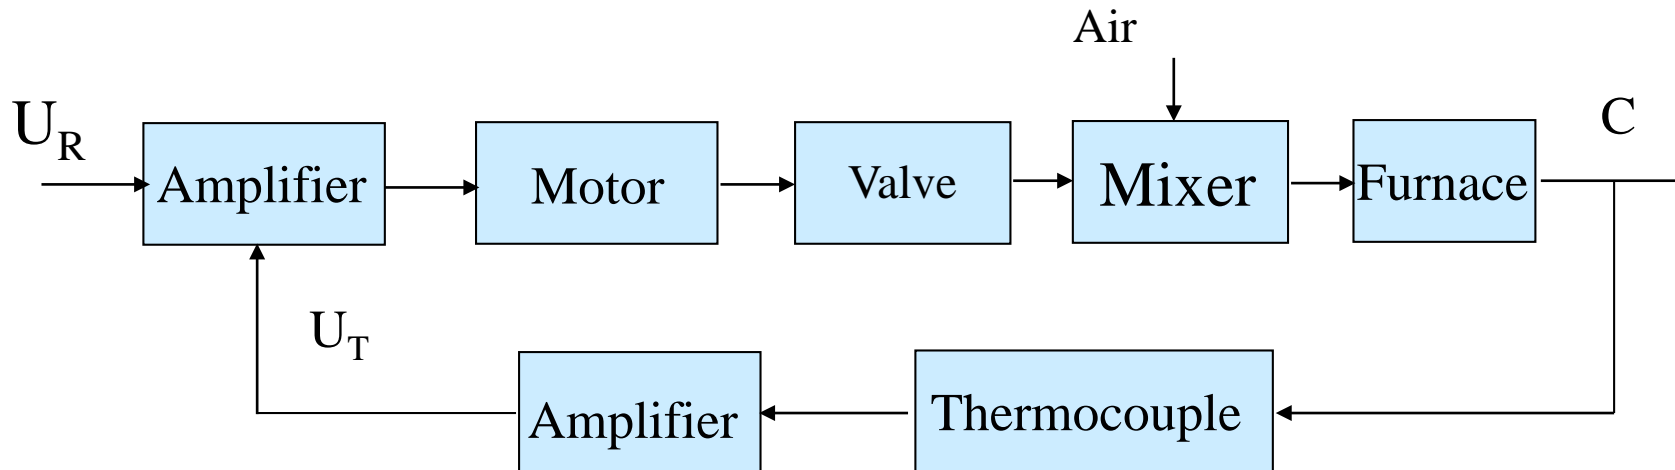 Air
U_R
C
Amplifier
Motor
Valve
Mixer
Furnace
U_T
Amplifier
Thermocouple